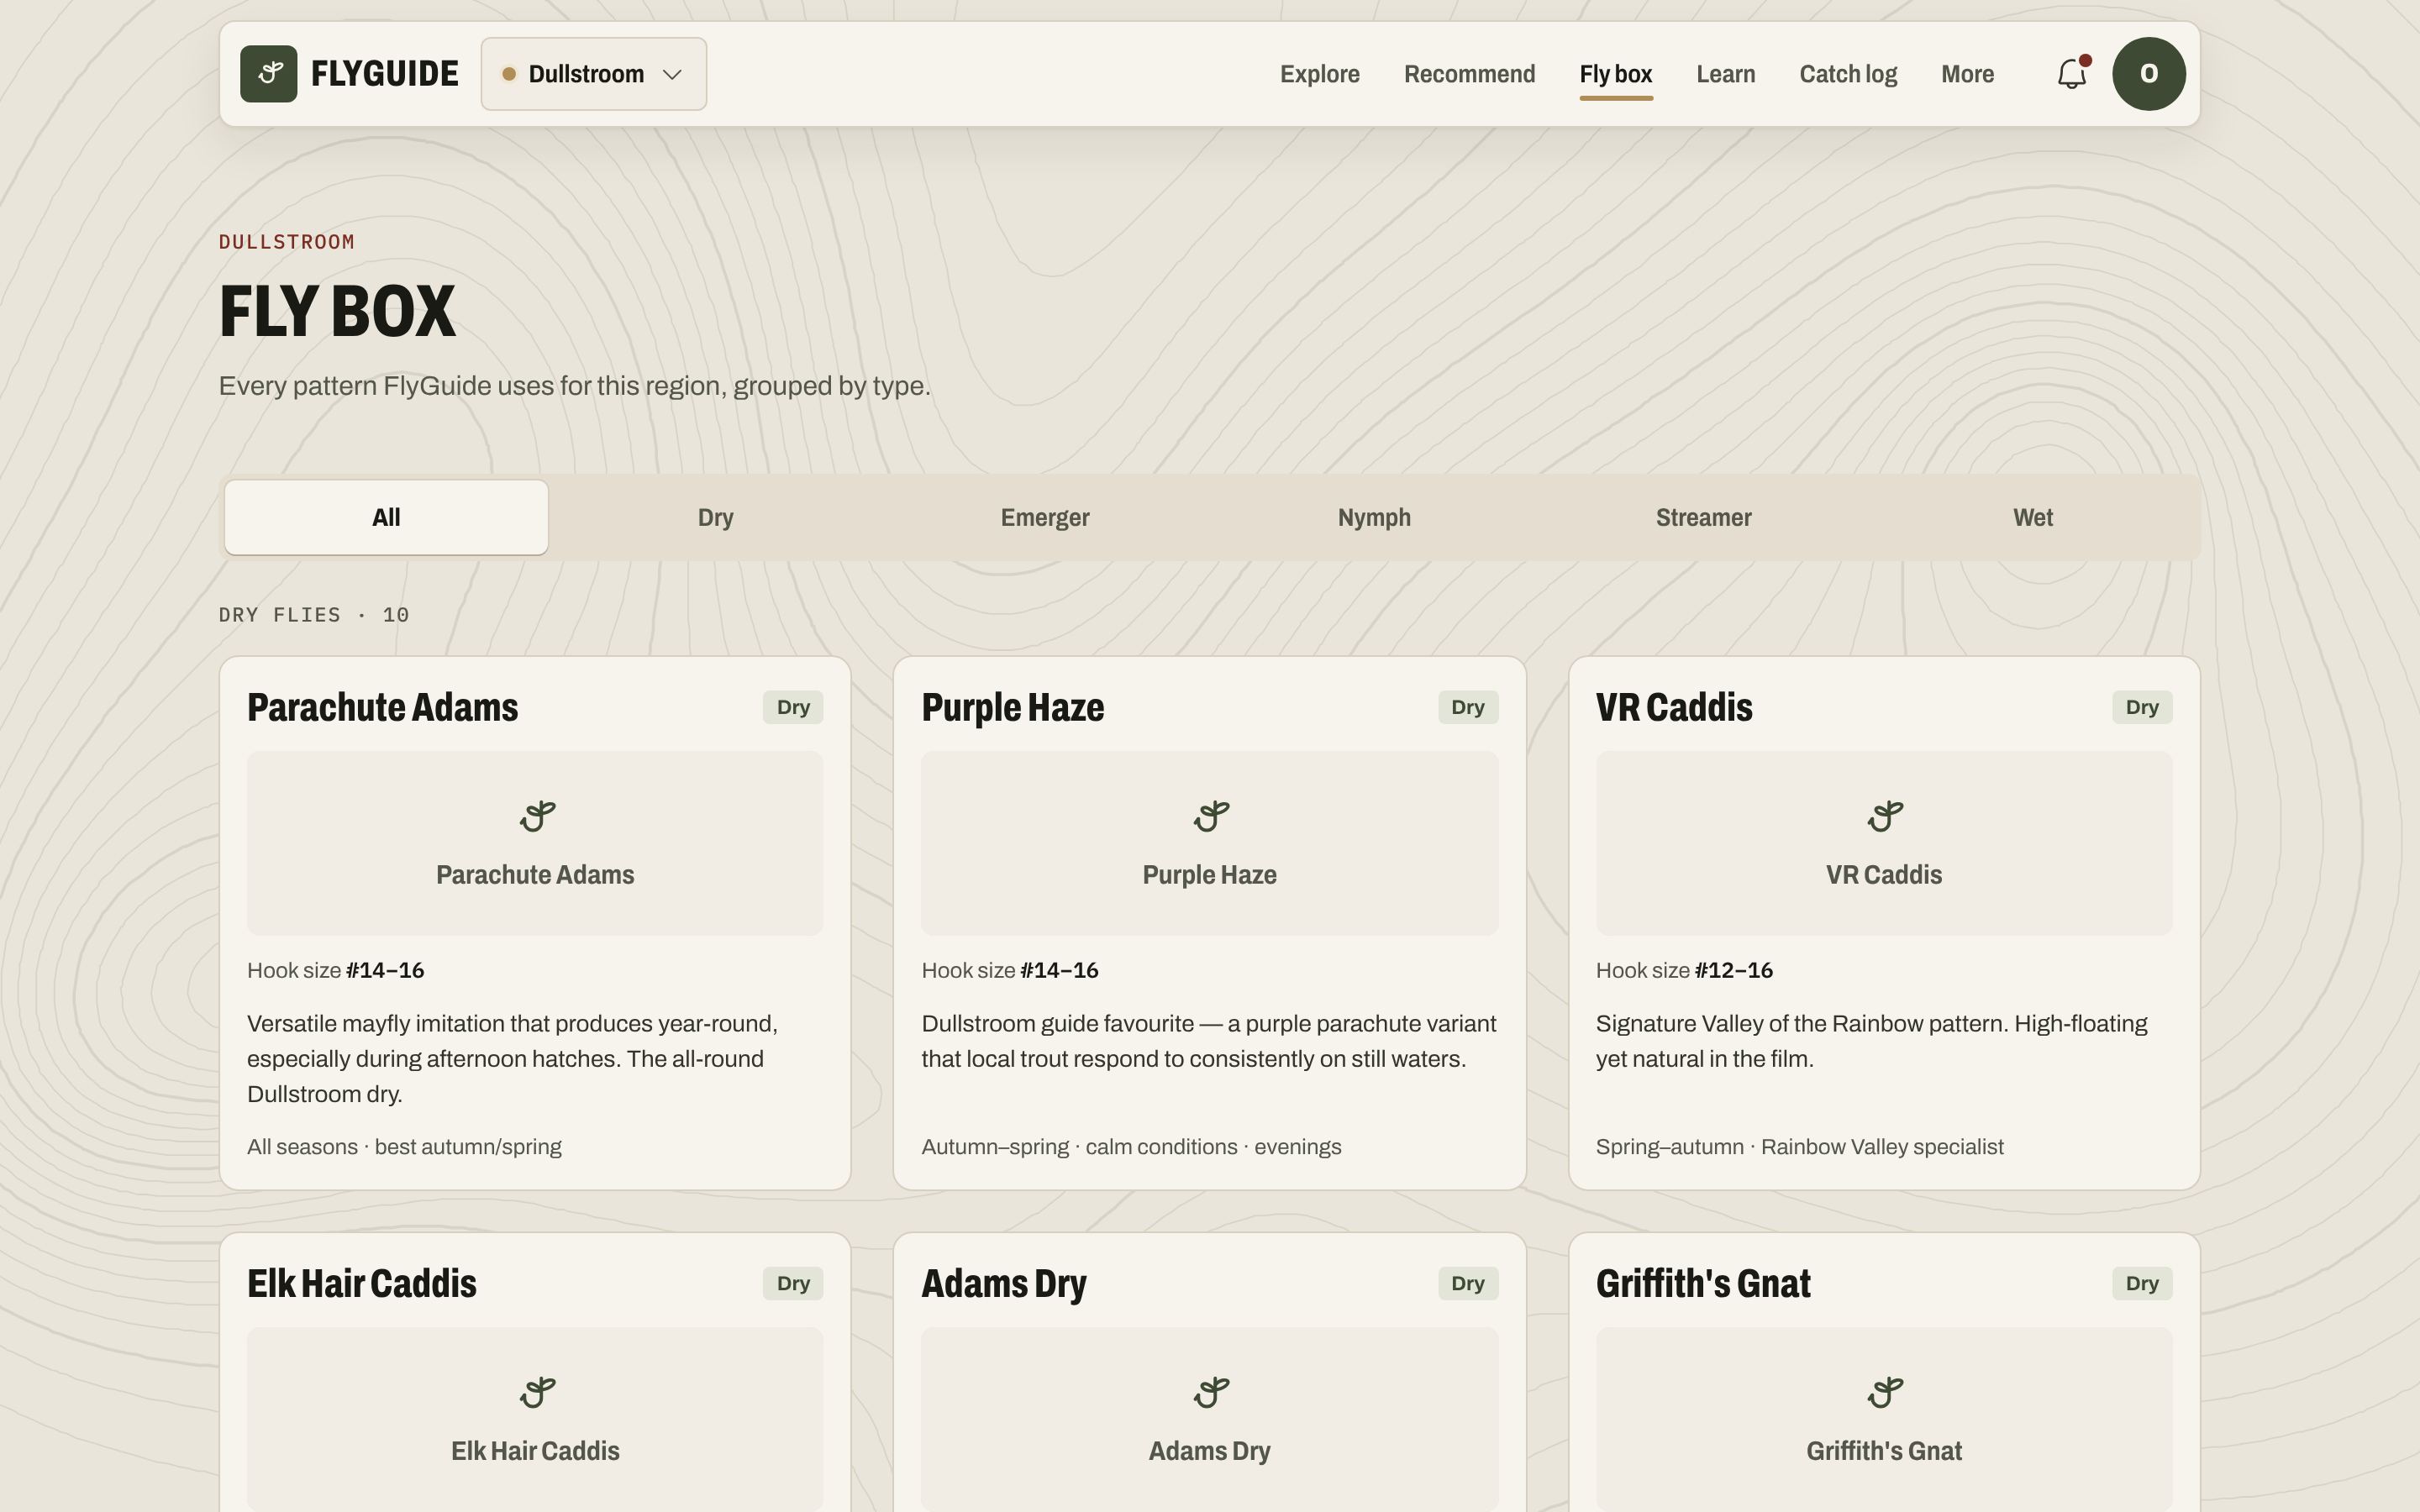 FLYGUIDE
Dullstroom
Explore
Recommend
Fly box
Learn
Catch log
More
O
DULLSTROOM
FLY BOX
Every pattern FlyGuide uses for this region, grouped by type.
All
Dry
Emerger
Nymph
Streamer
Wet
DRY FLIES · 10
Parachute Adams
Dry
Parachute Adams
Hook size #14–16
Versatile mayfly imitation that produces year-round,
especially during afternoon hatches. The all-round
Dullstroom dry.
All seasons · best autumn/spring
Purple Haze
Dry
Purple Haze
Hook size #14–16
Dullstroom guide favourite — a purple parachute variant
that local trout respond to consistently on still waters.
Autumn–spring · calm conditions · evenings
VR Caddis
Dry
VR Caddis
Hook size #12–16
Signature Valley of the Rainbow pattern. High-floating
yet natural in the film.
Spring–autumn · Rainbow Valley specialist
Elk Hair Caddis
Dry
Elk Hair Caddis
Adams Dry
Dry
Adams Dry
Griffith's Gnat
Dry
Griffith's Gnat